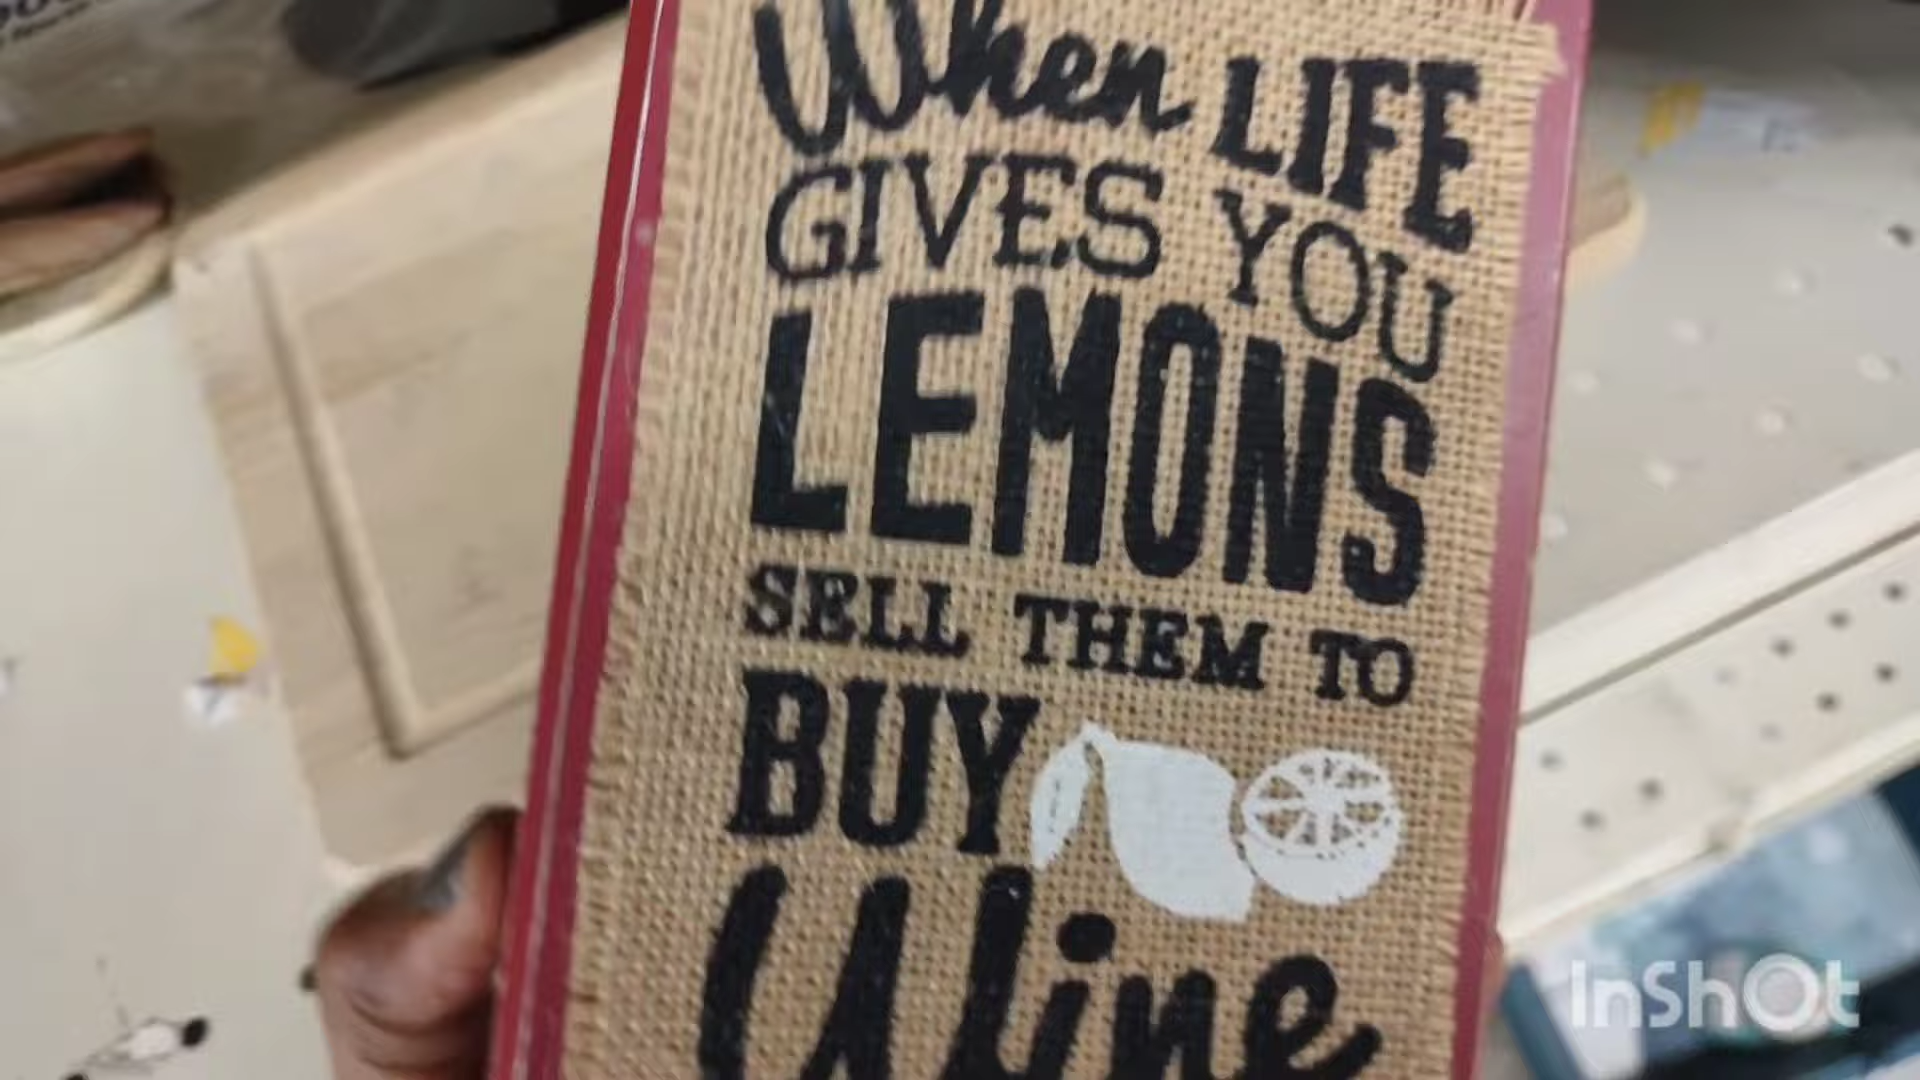 When LIFE
GIVES YOU
LEMONS
SELL THEM TO
BUY
Wine
InShOt